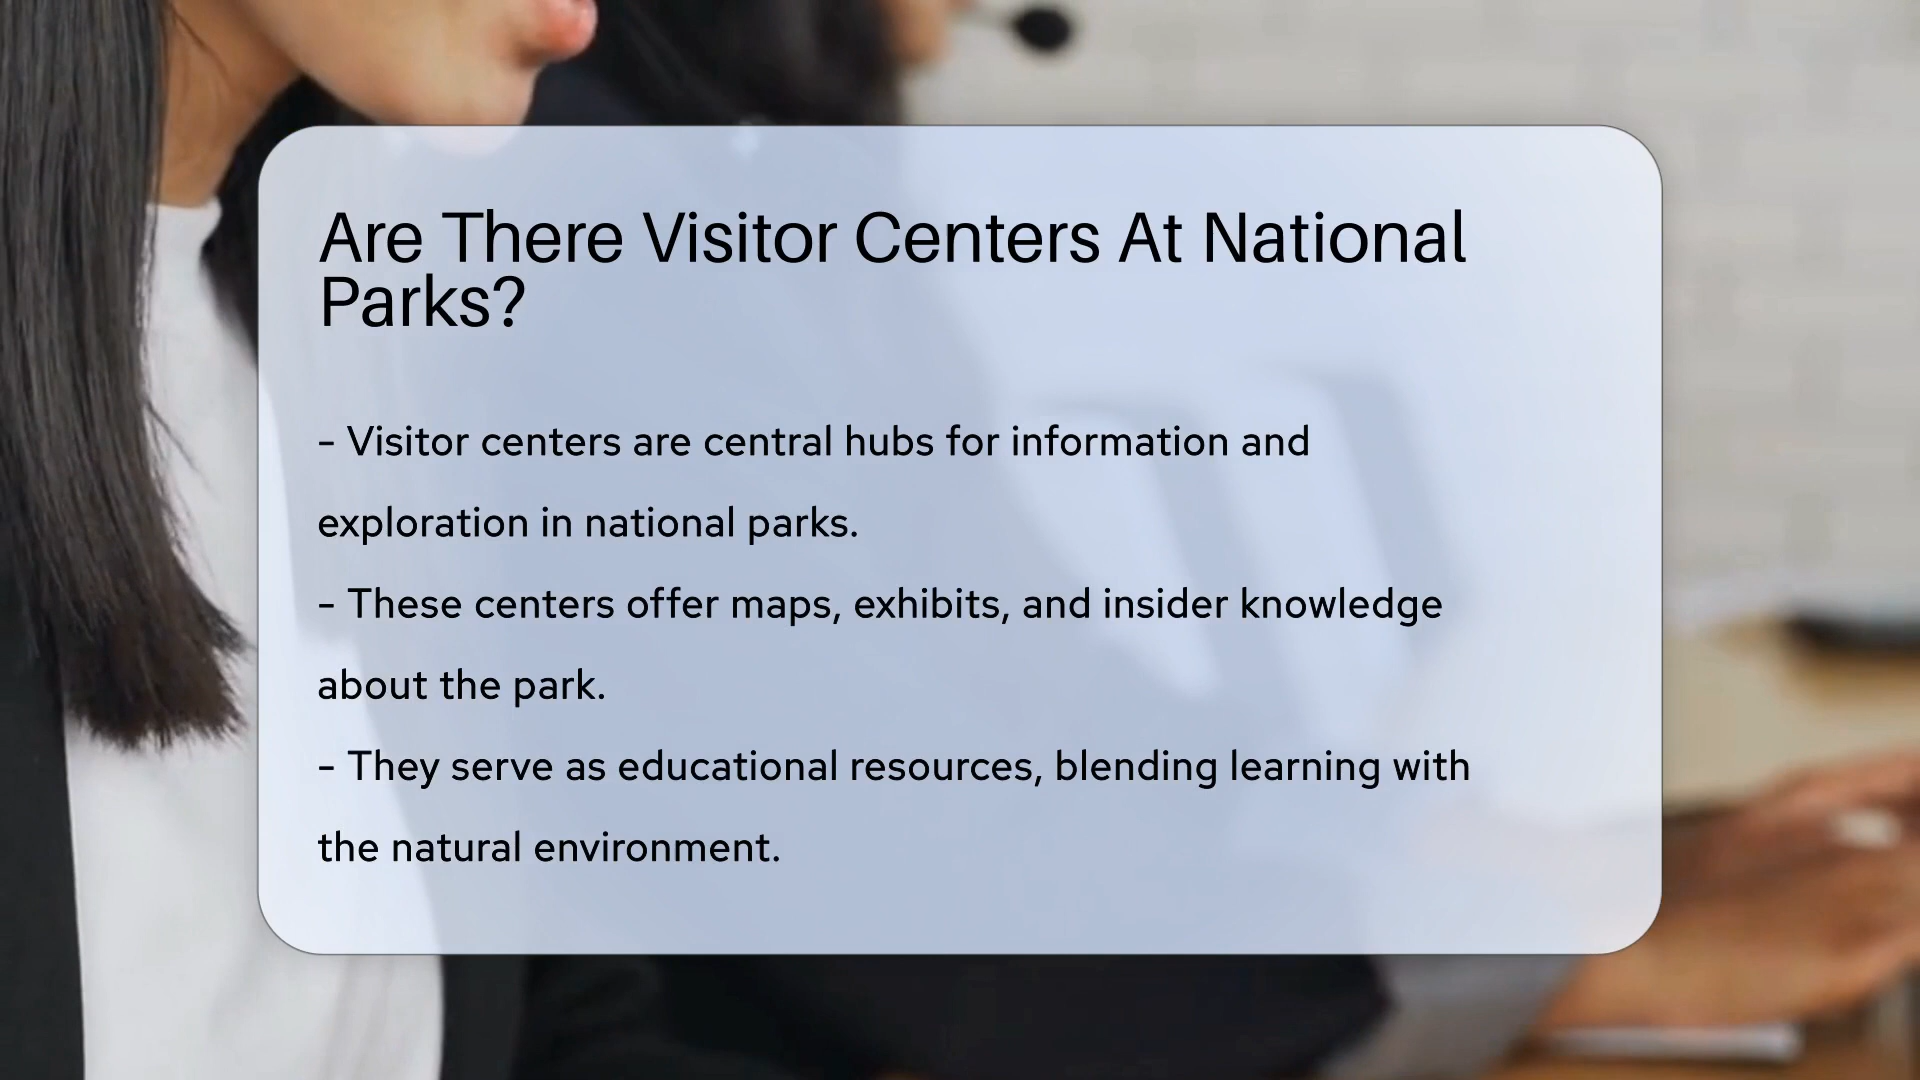 Are There Visitor Centers At National
Parks?
- Visitor centers are central hubs for information and
exploration in national parks.
- These centers offer maps, exhibits, and insider knowledge
about the park.
- They serve as educational resources, blending learning with
the natural environment.